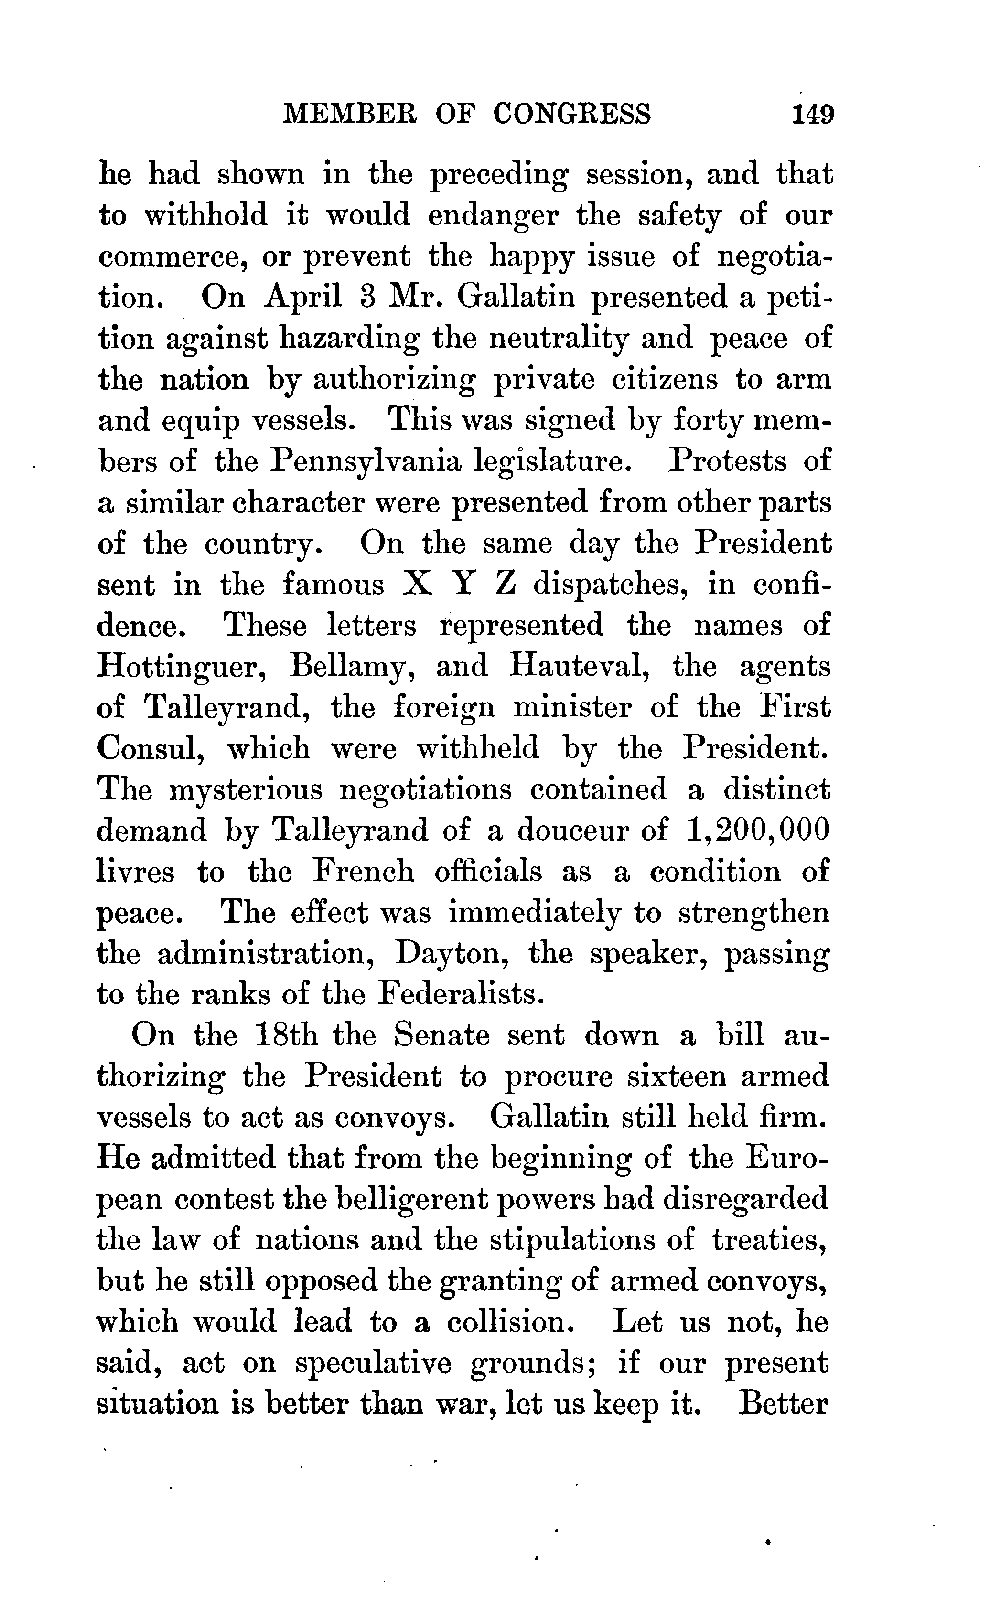 MEMBER OF CONGRESS 149
he had shown in the preceding session, and that
to withhold it would endanger the safety of our
commerce, or prevent the happy issue of negotia-
tion. On April 3 Mr. Gallatin presented a peti-
tion against hazarding the neutrality and peace of
the nation by authorizing private citizens to arm
and equip vessels. This was signed by forty mem-
bers of the Pennsylvania legislature. Protests of
a similar character were presented from other parts
of the country. On the same day the President
sent in the famous X Y Z dispatches, in confi-
dence. These letters represented the names of
Hottinguer, Bellamy, and Hauteval, the agents
of Talleyrand, the foreign minister of the First
Consul, which were withheld by the President.
The mysterious negotiations contained a distinct
demand by Talleyrand of a douceur of 1,200,000
livres to the French officials as a condition of
peace. The effect was immediately to strengthen
the administration, Dayton, the speaker, passing
to the ranks of the Federalists.
On the 18th the Senate sent down a bill au-
thorizing the President to procure sixteen armed
vessels to act as convoys. Gallatin still held firm.
He admitted that from the beginning of the Euro-
pean contest the belligerent powers had disregarded
the law of nations and the stipulations of treaties,
but he still opposed the granting of armed convoys,
which would lead to a collision. Let us not, he
said, act on speculative grounds; if our present
situation is better than war, let us keep it. Better